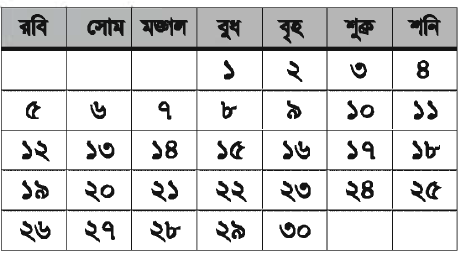 রবি সোম মঙ্গল বুধ বৃহ শুক্র শনি
১ ২ ৩ ৪
৫ ৬ ৭ ৮ ৯ ১০ ১১
১২ ১৩ ১৪ ১৫ ১৬ ১৭ ১৮
১৯ ২০ ২১ ২২ ২৩ ২৪ ২৫
২৬ ২৭ ২৮ ২৯ ৩০